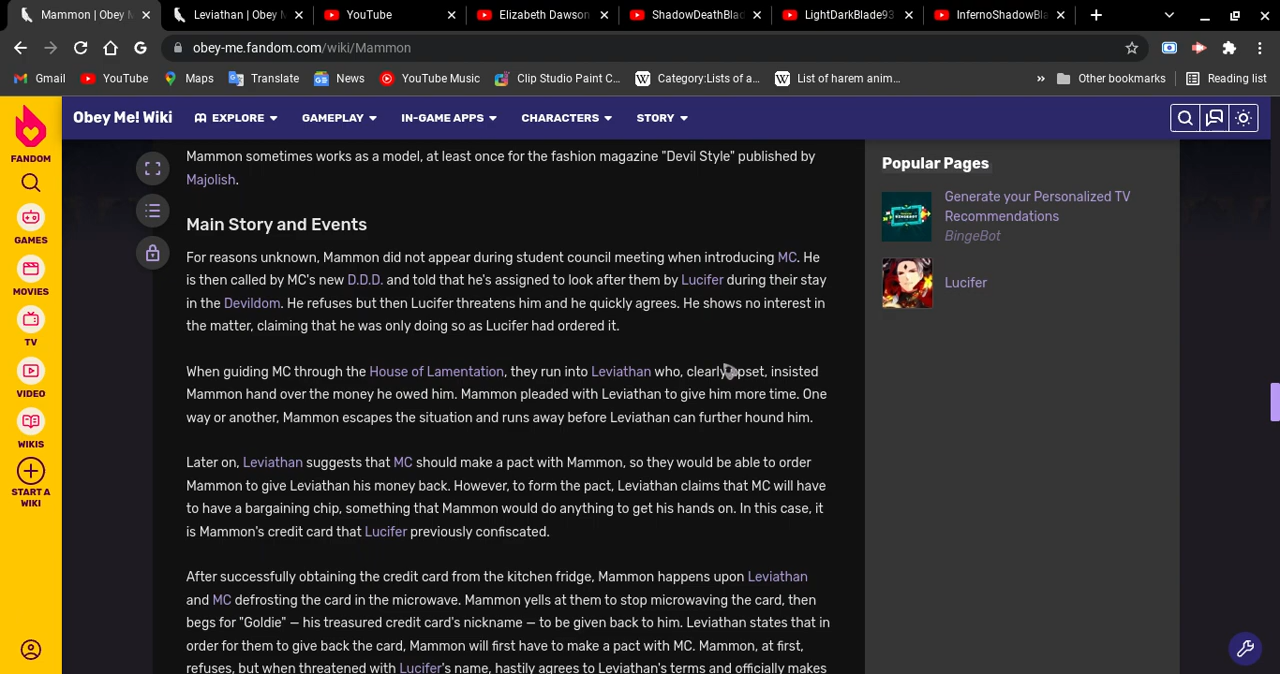 Mammon | Obey M
Leviathan | Obey M
YouTube
Elizabeth Dawson
ShadowDeathBlad
LightDarkBlade93
InfernoShadowBla
obey-me.fandom.com/wiki/Mammon
Gmail
YouTube
Maps
Translate
News
YouTube Music
Clip Studio Paint C...
Category:Lists of a...
List of harem anim...
»
Other bookmarks
Reading list
FANDOM
GAMES
MOVIES
TV
VIDEO
WIKIS
START A
WIKI
Obey Me! Wiki
EXPLORE
GAMEPLAY
IN-GAME APPS
CHARACTERS
STORY
Mammon sometimes works as a model, at least once for the fashion magazine "Devil Style" published by
Majolish.
Main Story and Events
For reasons unknown, Mammon did not appear during student council meeting when introducing MC. He
is then called by MC's new D.D.D. and told that he's assigned to look after them by Lucifer during their stay
in the Devildom. He refuses but then Lucifer threatens him and he quickly agrees. He shows no interest in
the matter, claiming that he was only doing so as Lucifer had ordered it.
When guiding MC through the House of Lamentation, they run into Leviathan who, clearly upset, insisted
Mammon hand over the money he owed him. Mammon pleaded with Leviathan to give him more time. One
way or another, Mammon escapes the situation and runs away before Leviathan can further hound him.
Later on, Leviathan suggests that MC should make a pact with Mammon, so they would be able to order
Mammon to give Leviathan his money back. However, to form the pact, Leviathan claims that MC will have
to have a bargaining chip, something that Mammon would do anything to get his hands on. In this case, it
is Mammon's credit card that Lucifer previously confiscated.
After successfully obtaining the credit card from the kitchen fridge, Mammon happens upon Leviathan
and MC defrosting the card in the microwave. Mammon yells at them to stop microwaving the card, then
begs for "Goldie" — his treasured credit card's nickname — to be given back to him. Leviathan states that in
order for them to give back the card, Mammon will first have to make a pact with MC. Mammon, at first,
refuses, but when threatened with Lucifer's name, hastily agrees to Leviathan's terms and officially makes
Popular Pages
Generate your Personalized TV
Recommendations
BingeBot
Lucifer